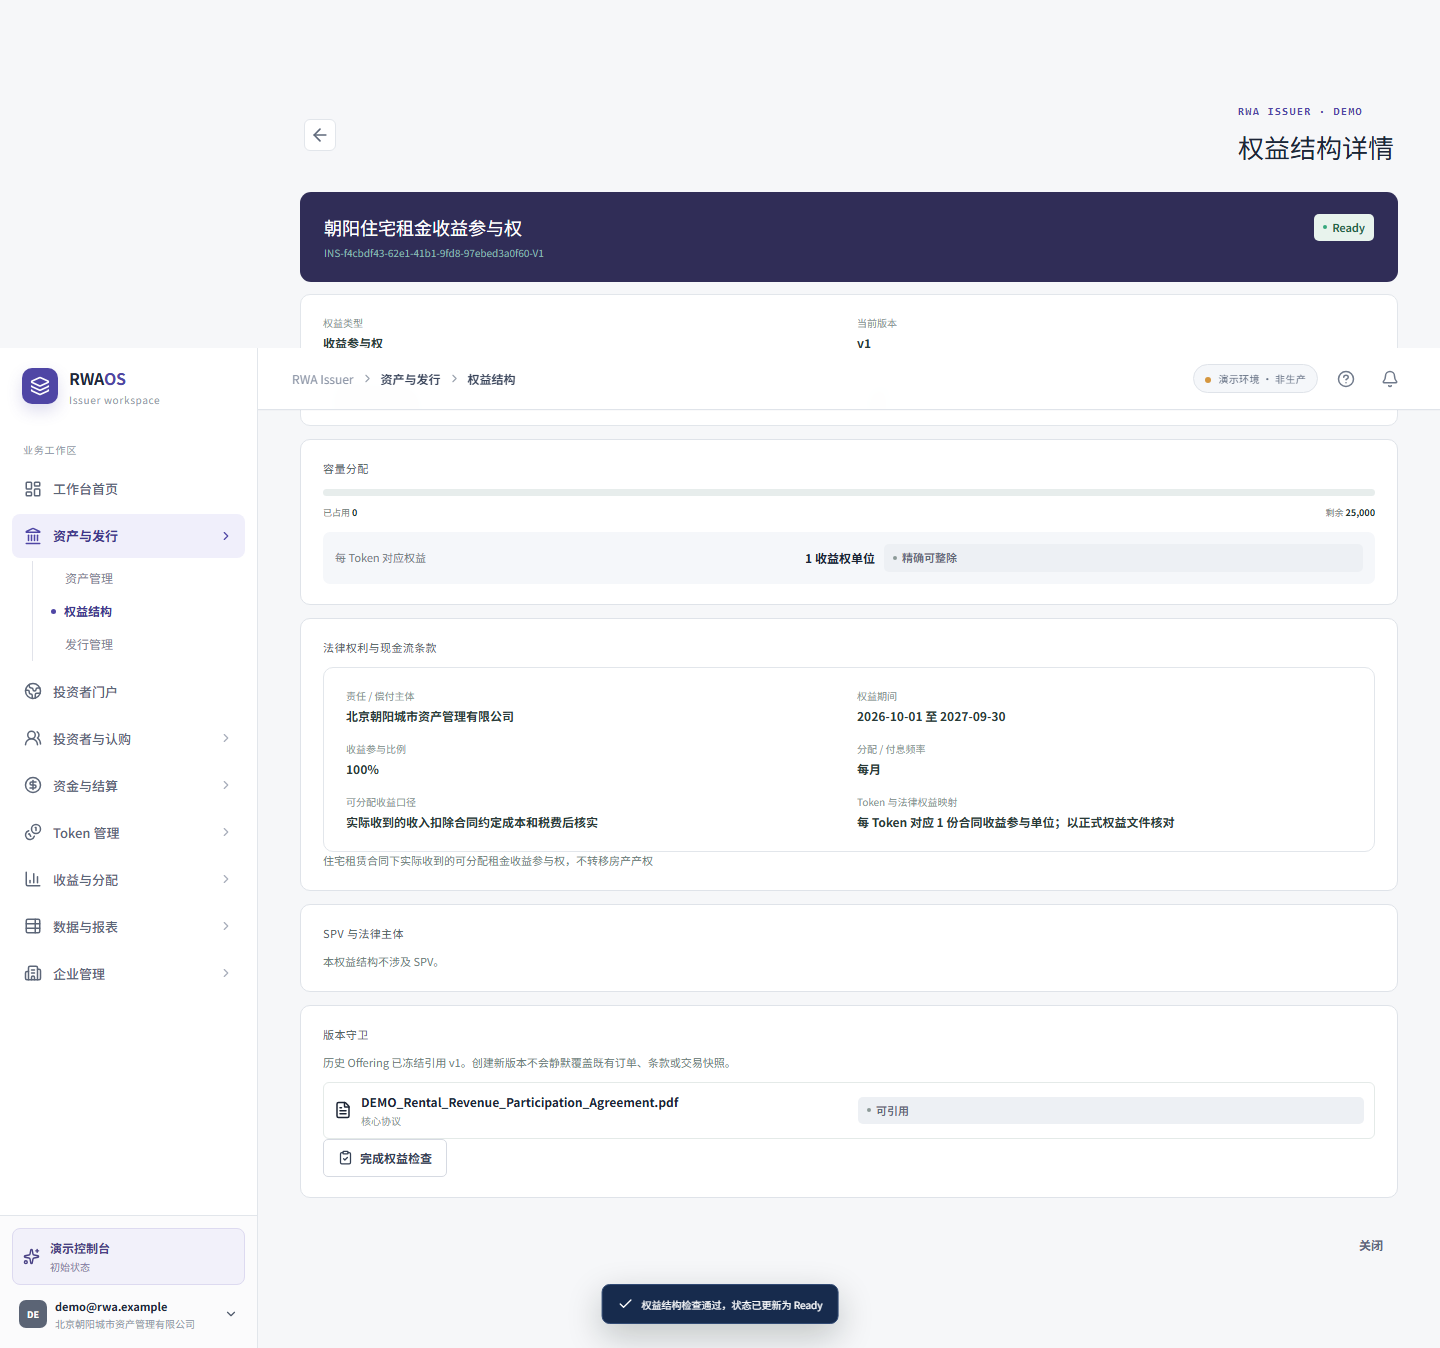 RWA ISSUER · DEMO
权益结构详情
朝阳住宅租金收益参与权
INS-f4cbdf43-62e1-41b1-9fd8-97ebed3a0f60-V1
Ready
权益类型
收益参与权
当前版本
v1
RWAOS
Issuer workspace
RWA Issuer
资产与发行
权益结构
演示环境 · 非生产
业务工作区
工作台首页
资产与发行
资产管理
权益结构
发行管理
投资者门户
投资者与认购
资金与结算
Token 管理
收益与分配
数据与报表
企业管理
演示控制台
初始状态
DE
demo@rwa.example
北京朝阳城市资产管理有限公司
容量分配
已占用 0
剩余 25,000
每 Token 对应权益
1 收益权单位
精确可整除
法律权利与现金流条款
责任 / 偿付主体
北京朝阳城市资产管理有限公司
权益期间
2026-10-01 至 2027-09-30
收益参与比例
100%
分配 / 付息频率
每月
可分配收益口径
实际收到的收入扣除合同约定成本和税费后核实
Token 与法律权益映射
每 Token 对应 1 份合同收益参与单位；以正式权益文件核对
住宅租赁合同下实际收到的可分配租金收益参与权，不转移房产产权
SPV 与法律主体
本权益结构不涉及 SPV。
版本守卫
历史 Offering 已冻结引用 v1。创建新版本不会静默覆盖既有订单、条款或交易快照。
DEMO_Rental_Revenue_Participation_Agreement.pdf
核心协议
可引用
完成权益检查
关闭
权益结构检查通过，状态已更新为 Ready